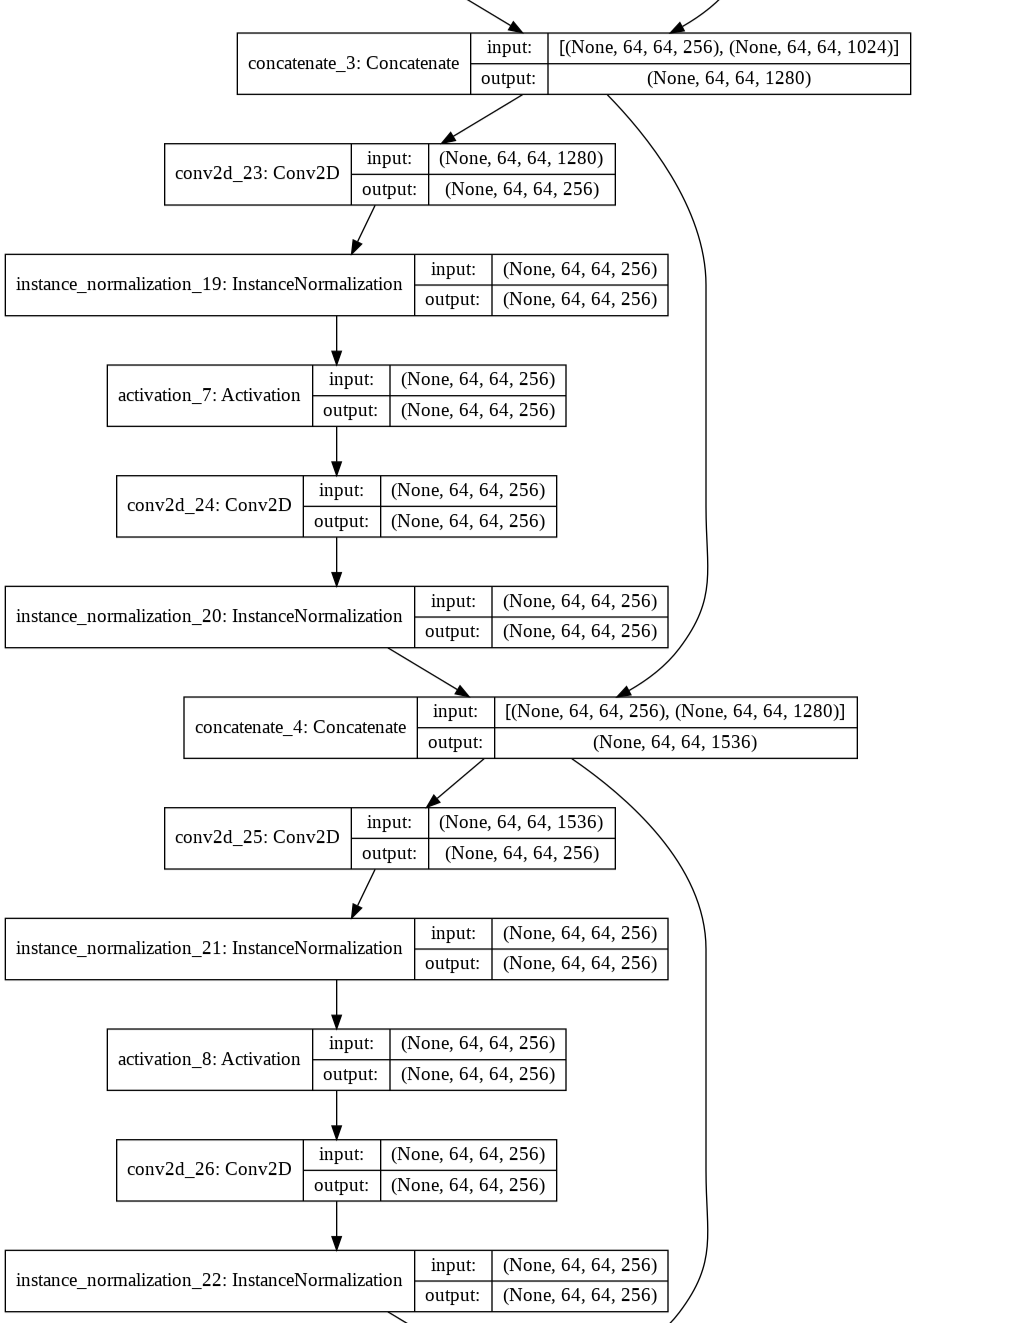 concatenate_3: Concatenate
input:
[(None, 64, 64, 256), (None, 64, 64, 1024)]
output:
(None, 64, 64, 1280)
conv2d_23: Conv2D
input:
(None, 64, 64, 1280)
output:
(None, 64, 64, 256)
instance_normalization_19: InstanceNormalization
input:
(None, 64, 64, 256)
output:
(None, 64, 64, 256)
activation_7: Activation
input:
(None, 64, 64, 256)
output:
(None, 64, 64, 256)
conv2d_24: Conv2D
input:
(None, 64, 64, 256)
output:
(None, 64, 64, 256)
instance_normalization_20: InstanceNormalization
input:
(None, 64, 64, 256)
output:
(None, 64, 64, 256)
concatenate_4: Concatenate
input:
[(None, 64, 64, 256), (None, 64, 64, 1280)]
output:
(None, 64, 64, 1536)
conv2d_25: Conv2D
input:
(None, 64, 64, 1536)
output:
(None, 64, 64, 256)
instance_normalization_21: InstanceNormalization
input:
(None, 64, 64, 256)
output:
(None, 64, 64, 256)
activation_8: Activation
input:
(None, 64, 64, 256)
output:
(None, 64, 64, 256)
conv2d_26: Conv2D
input:
(None, 64, 64, 256)
output:
(None, 64, 64, 256)
instance_normalization_22: InstanceNormalization
input:
(None, 64, 64, 256)
output:
(None, 64, 64, 256)